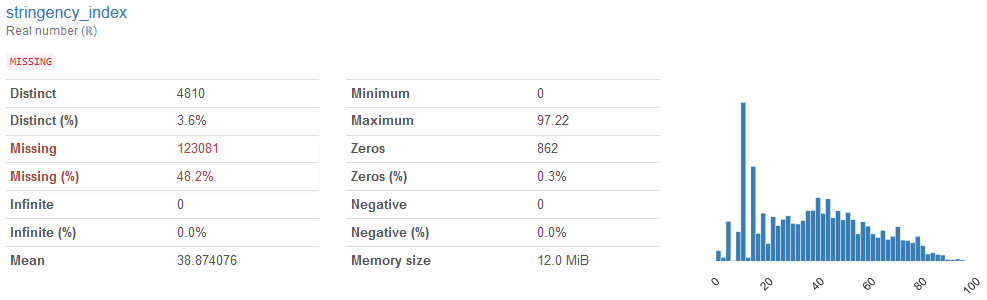 stringency_index
Real number (ℝ)
MISSING
Distinct 4810
Distinct (%) 3.6%
Missing 123081
Missing (%) 48.2%
Infinite 0
Infinite (%) 0.0%
Mean 38.874076
Minimum 0
Maximum 97.22
Zeros 862
Zeros (%) 0.3%
Negative 0
Negative (%) 0.0%
Memory size 12.0 MiB
0 20 40 60 80 100